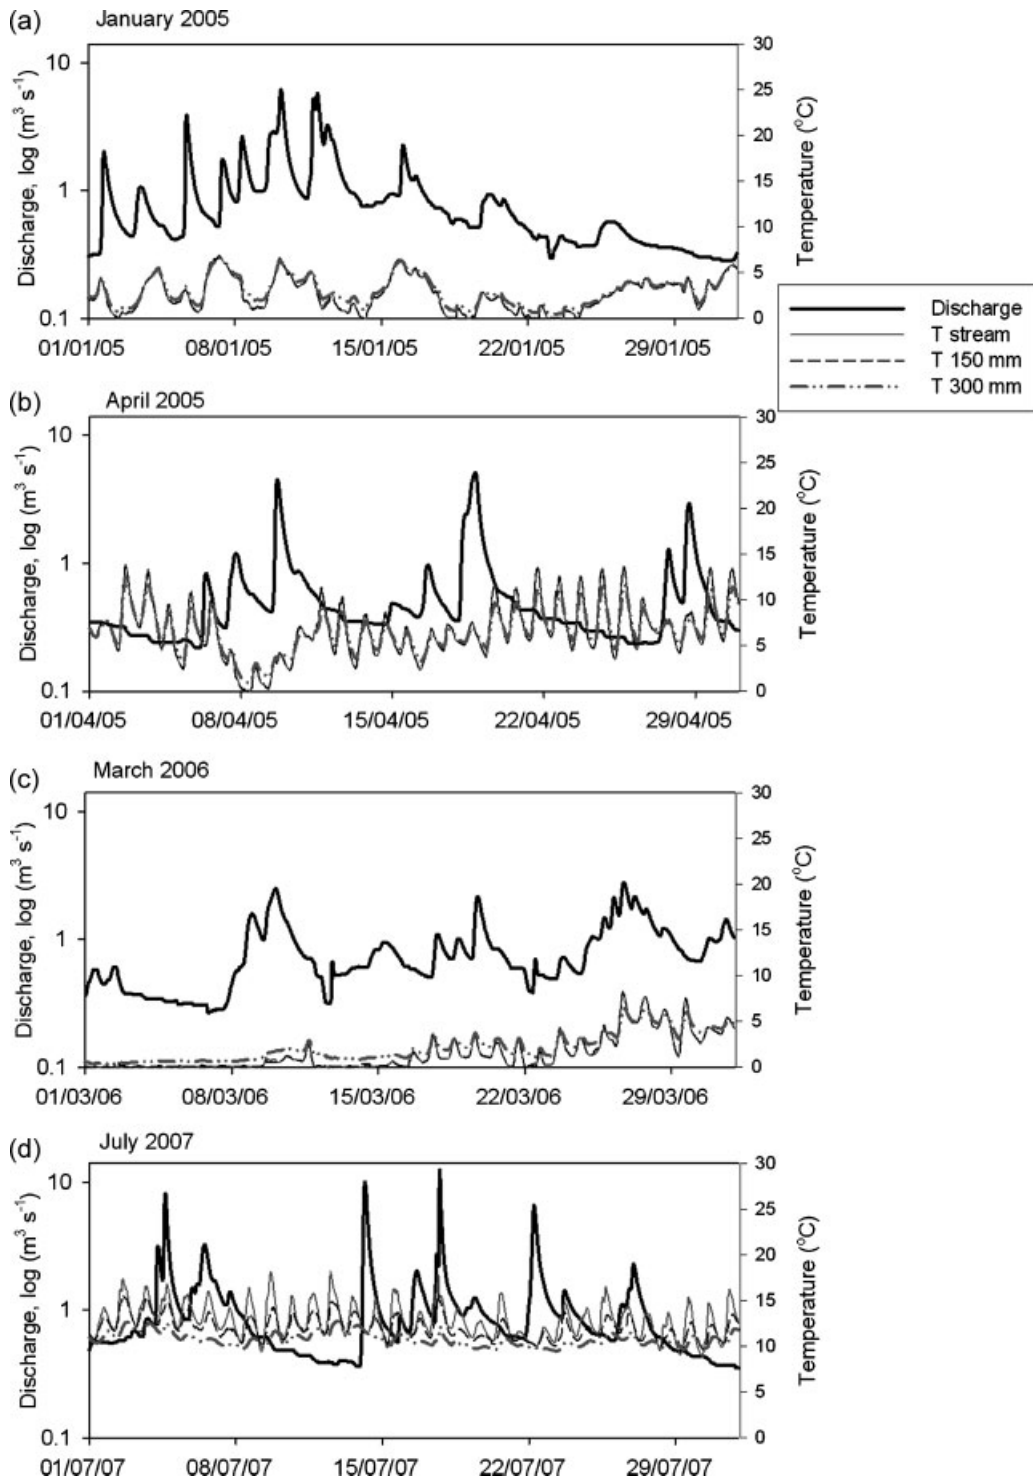 (a) January 2005
Discharge, log (m³ s⁻¹)
10
1
0.1
30
25
20
15
10
5
0
Temperature (°C)
01/01/05 08/01/05 15/01/05 22/01/05 29/01/05
Discharge
T stream
T 150 mm
T 300 mm
(b) April 2005
Discharge, log (m³ s⁻¹)
10
1
0.1
30
25
20
15
10
5
0
Temperature (°C)
01/04/05 08/04/05 15/04/05 22/04/05 29/04/05
(c) March 2006
Discharge, log (m³ s⁻¹)
10
1
0.1
30
25
20
15
10
5
0
Temperature (°C)
01/03/06 08/03/06 15/03/06 22/03/06 29/03/06
(d) July 2007
Discharge, log (m³ s⁻¹)
10
1
0.1
30
25
20
15
10
5
0
Temperature (°C)
01/07/07 08/07/07 15/07/07 22/07/07 29/07/07